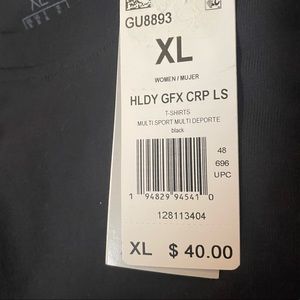 XL
GU8893
XL
WOMEN / MUJER
HLDY GFX CRP LS
T-SHIRTS
MULTI SPORT MULTI DEPORTE
black
48
696
UPC
1 94829 94541 0
128113404
XL $ 40.00